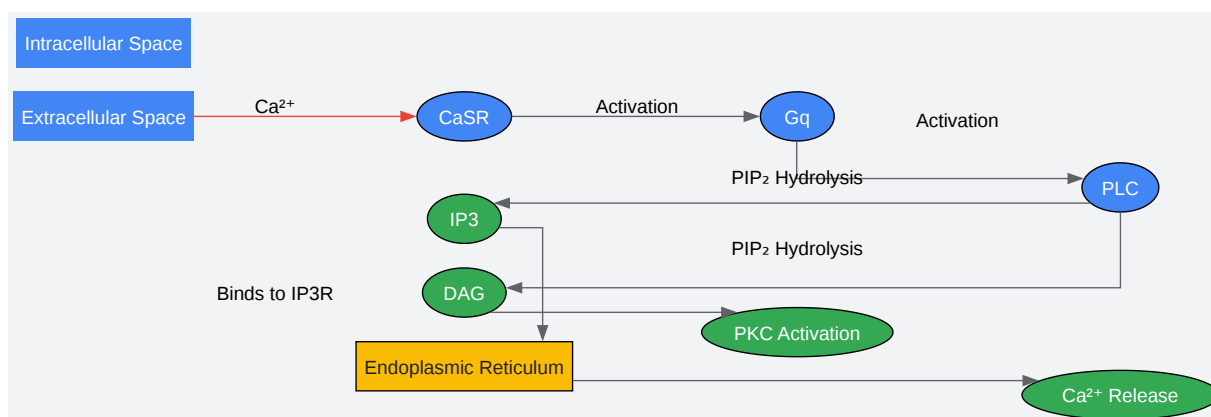 Intracellular Space
Extracellular Space
Ca²⁺
CaSR
Activation
Gq
Activation
PIP₂ Hydrolysis
PLC
IP3
PIP₂ Hydrolysis
DAG
Binds to IP3R
PKC Activation
Endoplasmic Reticulum
Ca²⁺ Release